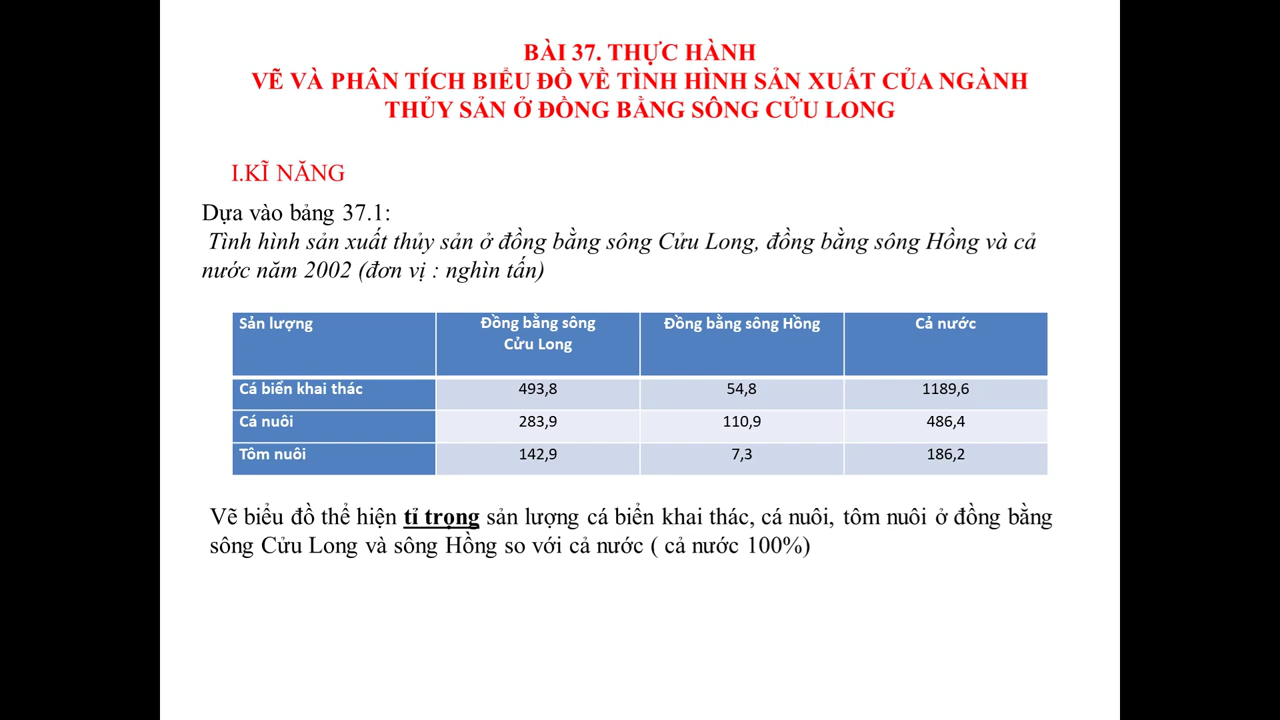 BÀI 37. THỰC HÀNH
VẼ VÀ PHÂN TÍCH BIỂU ĐỒ VỀ TÌNH HÌNH SẢN XUẤT CỦA NGÀNH
THỦY SẢN Ở ĐỒNG BẰNG SÔNG CỬU LONG
I.KĨ NĂNG
Dựa vào bảng 37.1:
Tình hình sản xuất thủy sản ở đồng bằng sông Cửu Long, đồng bằng sông Hồng và cả
nước năm 2002 (đơn vị : nghìn tấn)
Sản lượng Đồng bằng sông Đồng bằng sông Hồng Cả nước
Cửu Long
Cá biển khai thác 493,8 54,8 1189,6
Cá nuôi 283,9 110,9 486,4
Tôm nuôi 142,9 7,3 186,2
Vẽ biểu đồ thể hiện tỉ trọng sản lượng cá biển khai thác, cá nuôi, tôm nuôi ở đồng bằng
sông Cửu Long và sông Hồng so với cả nước ( cả nước 100%)